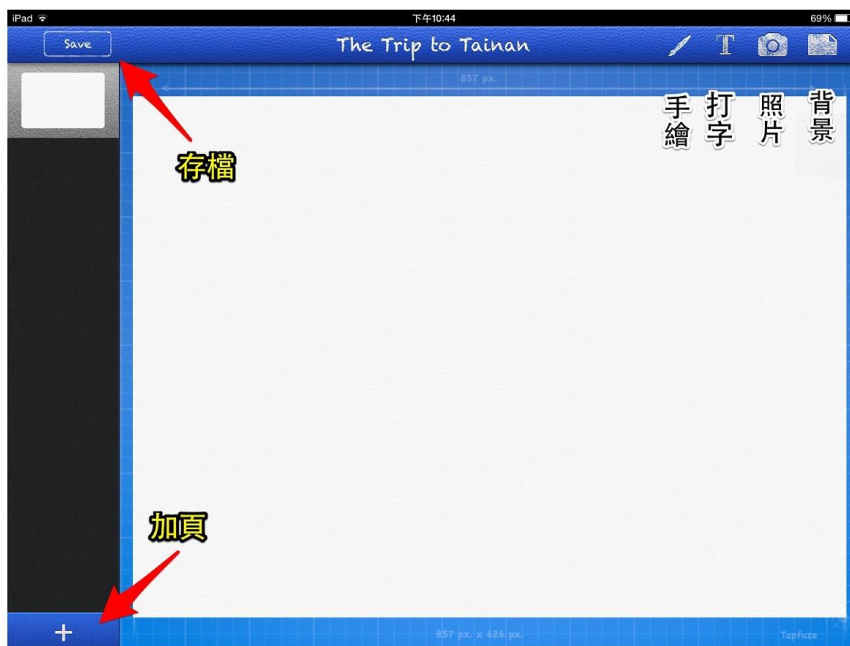 iPad
下午10:44
69%
Save
The Trip to Tainan
857 px.
手繪
打字
照片
背景
存檔
加頁
+
857 px. x 626 px.
Tapfuze